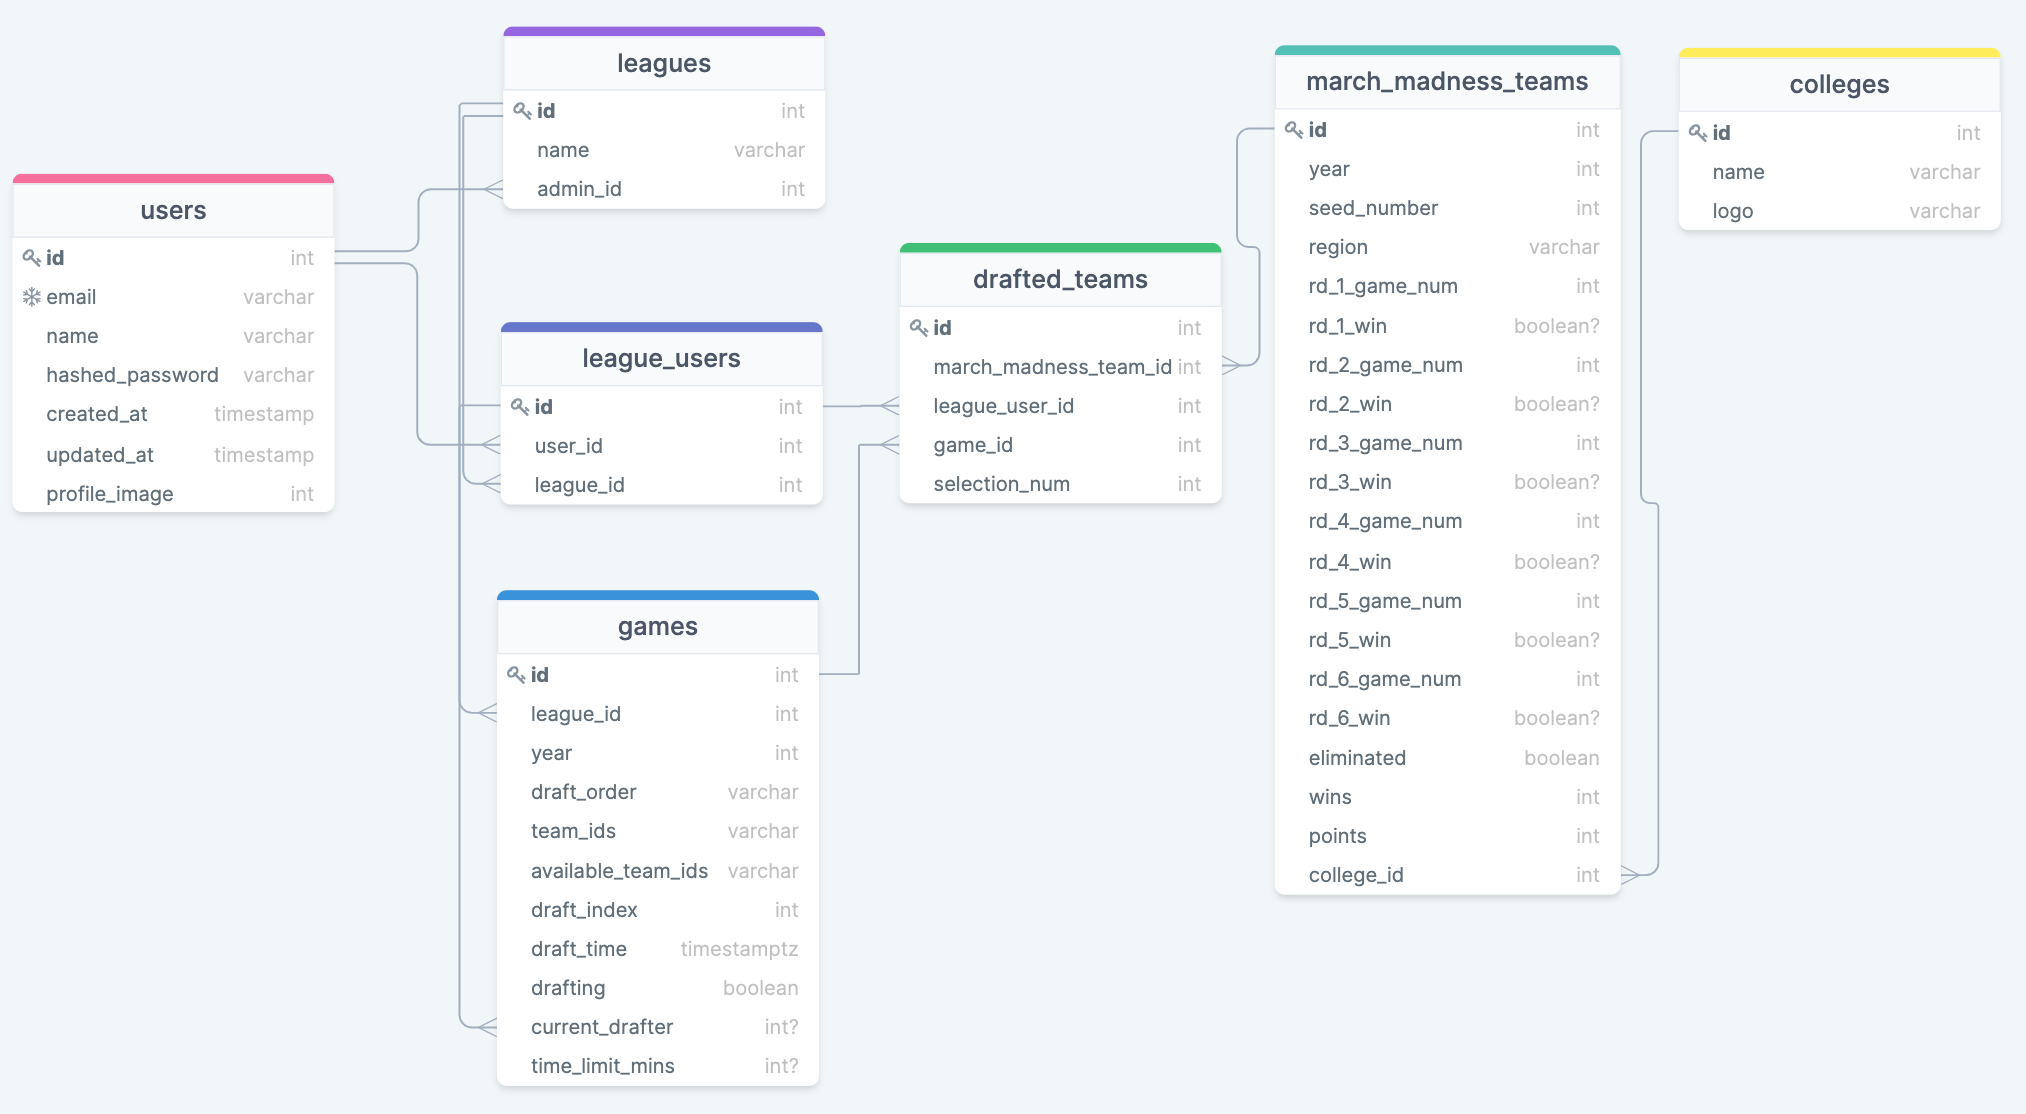 leagues
id int
name varchar
admin_id int
users
id int
email varchar
name varchar
hashed_password varchar
created_at timestamp
updated_at timestamp
profile_image int
league_users
id int
user_id int
league_id int
games
id int
league_id int
year int
draft_order varchar
team_ids varchar
available_team_ids varchar
draft_index int
draft_time timestamptz
drafting boolean
current_drafter int?
time_limit_mins int?
drafted_teams
id int
march_madness_team_id int
league_user_id int
game_id int
selection_num int
march_madness_teams
id int
year int
seed_number int
region varchar
rd_1_game_num int
rd_1_win boolean?
rd_2_game_num int
rd_2_win boolean?
rd_3_game_num int
rd_3_win boolean?
rd_4_game_num int
rd_4_win boolean?
rd_5_game_num int
rd_5_win boolean?
rd_6_game_num int
rd_6_win boolean?
eliminated boolean
wins int
points int
college_id int
colleges
id int
name varchar
logo varchar